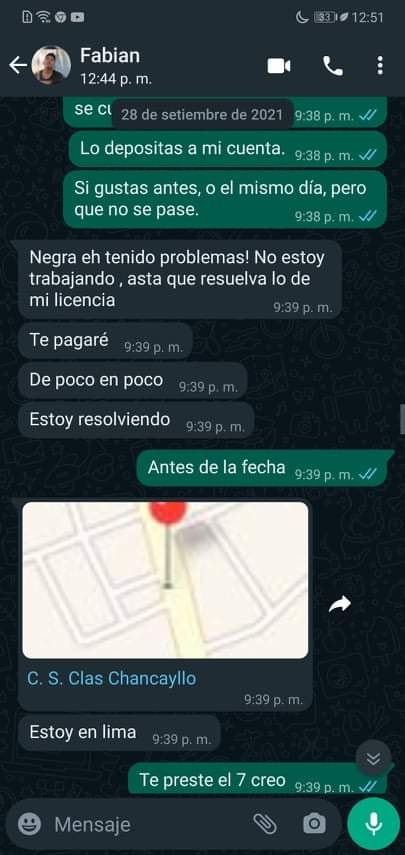 33 12:51
Fabian
12:44 p. m.
28 de setiembre de 2021
9:38 p. m.
Lo depositas a mi cuenta. 9:38 p. m.
Si gustas antes, o el mismo día, pero
que no se pase. 9:38 p. m.
Negra eh tenido problemas! No estoy
trabajando , asta que resuelva lo de
mi licencia 9:39 p. m.
Te pagaré 9:39 p. m.
De poco en poco 9:39 p. m.
Estoy resolviendo 9:39 p. m.
Antes de la fecha 9:39 p. m.
C. S. Clas Chancayllo
9:39 p. m.
Estoy en lima 9:39 p. m.
Te preste el 7 creo 9:39 p. m.
Mensaje